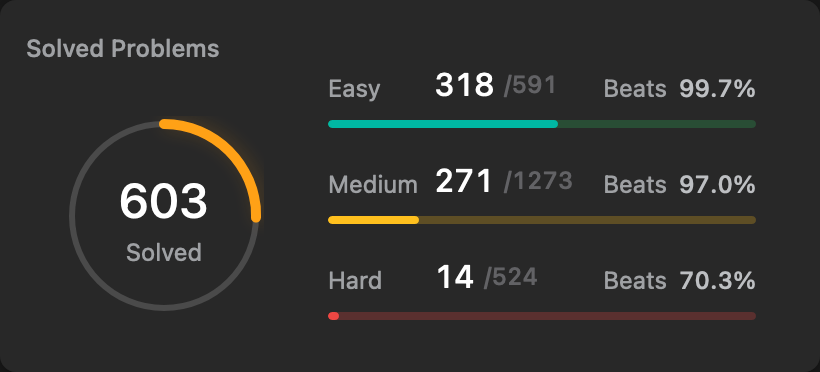 Solved Problems
603
Solved
Easy 318 /591 Beats 99.7%
Medium 271 /1273 Beats 97.0%
Hard 14 /524 Beats 70.3%